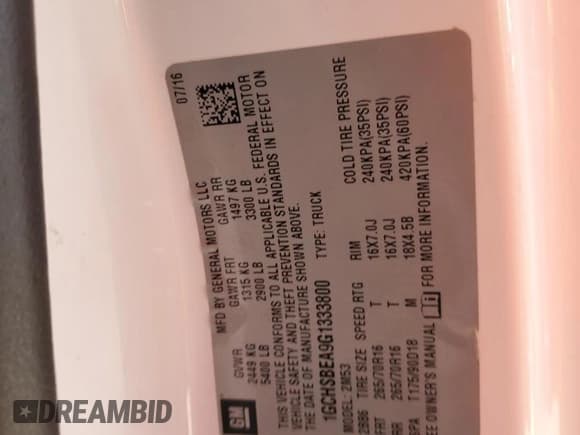 MFD BY GENERAL MOTORS LLC 07/16
GVWR GAWR FRT GAWR RR
2449 KG 1315 KG 1497 KG
5400 LB 2900 LB 3300 LB
GM
THIS VEHICLE CONFORMS TO ALL APPLICABLE U.S. FEDERAL MOTOR
VEHICLE SAFETY AND THEFT PREVENTION STANDARDS IN EFFECT ON
THE DATE OF MANUFACTURE SHOWN ABOVE.
1GCHSBEA9G1333800 TYPE: TRUCK
MODEL: 2M53
2B86 TIRE SIZE SPEED RTG RIM COLD TIRE PRESSURE
FRT 265/70R16 T 16X7.0J 240KPA(35PSI)
RR 265/70R16 T 16X7.0J 240KPA(35PSI)
SPA T175/90D18 M 18X4.5B 420KPA(60PSI)
EE OWNER'S MANUAL FOR MORE INFORMATION.
DREAMBID